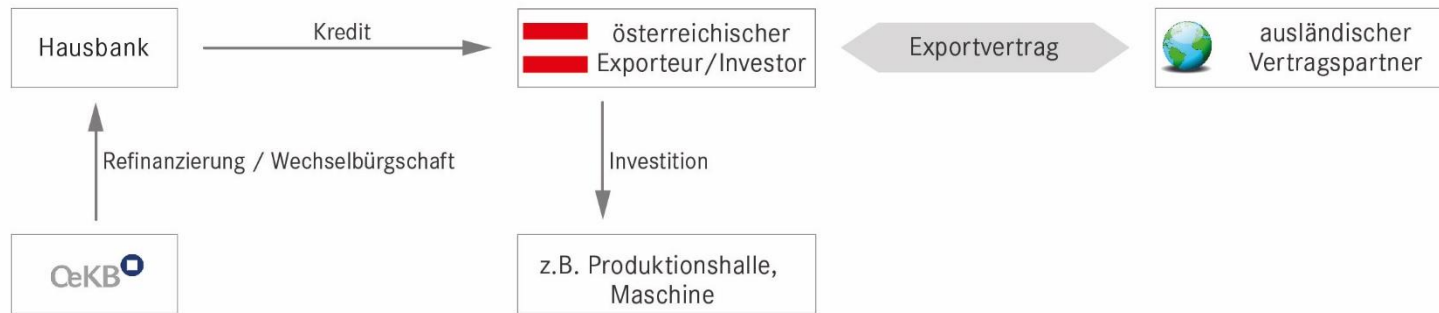 Hausbank
Kredit
österreichischer
Exporteur/Investor
Exportvertrag
ausländischer
Vertragspartner
Refinanzierung / Wechselbürgschaft
Investition
OeKB
z.B. Produktionshalle,
Maschine